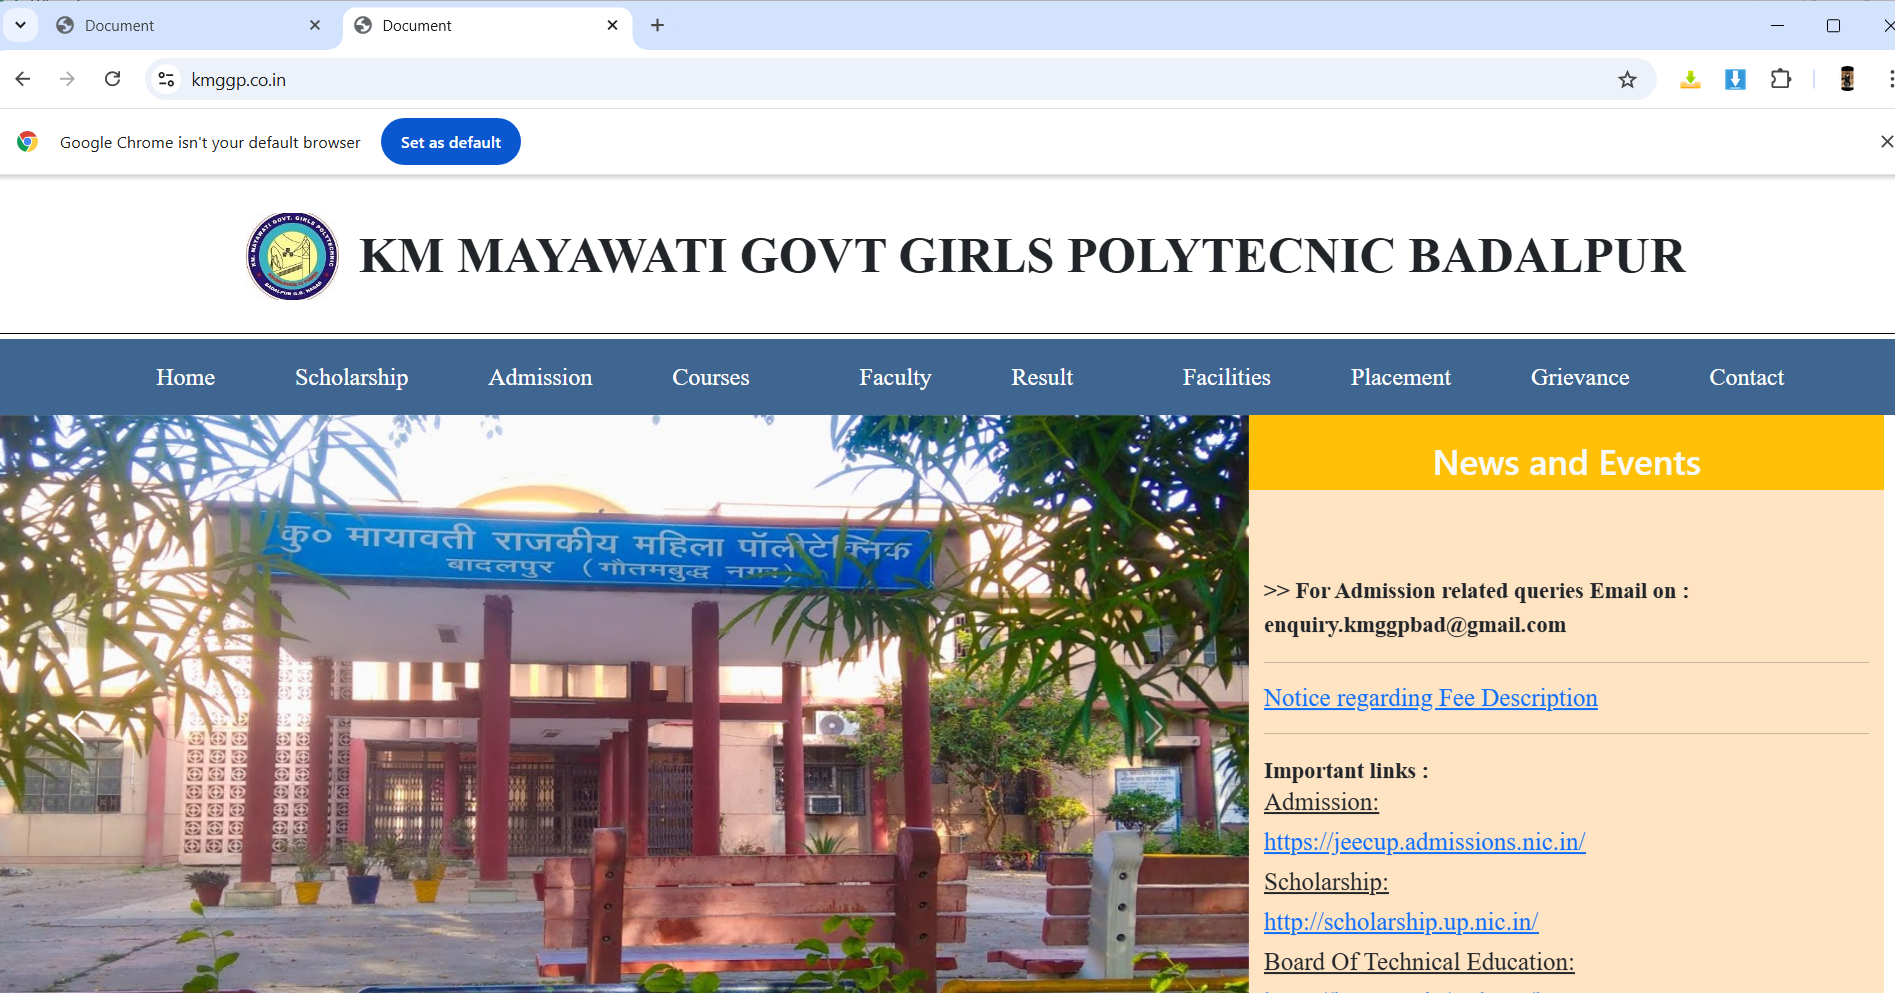 Document
Document
kmggp.co.in
Google Chrome isn't your default browser
Set as default
KM MAYAWATI GOVT GIRLS POLYTECNIC BADALPUR
Home Scholarship Admission Courses Faculty Result Facilities Placement Grievance Contact
कु० मायावती राजकीय महिला पॉलीटेक्निक
बादलपुर (गौतमबुद्ध नगर)
News and Events
>> For Admission related queries Email on :
enquiry.kmggpbad@gmail.com
Notice regarding Fee Description
Important links :
Admission:
https://jeecup.admissions.nic.in/
Scholarship:
http://scholarship.up.nic.in/
Board Of Technical Education: